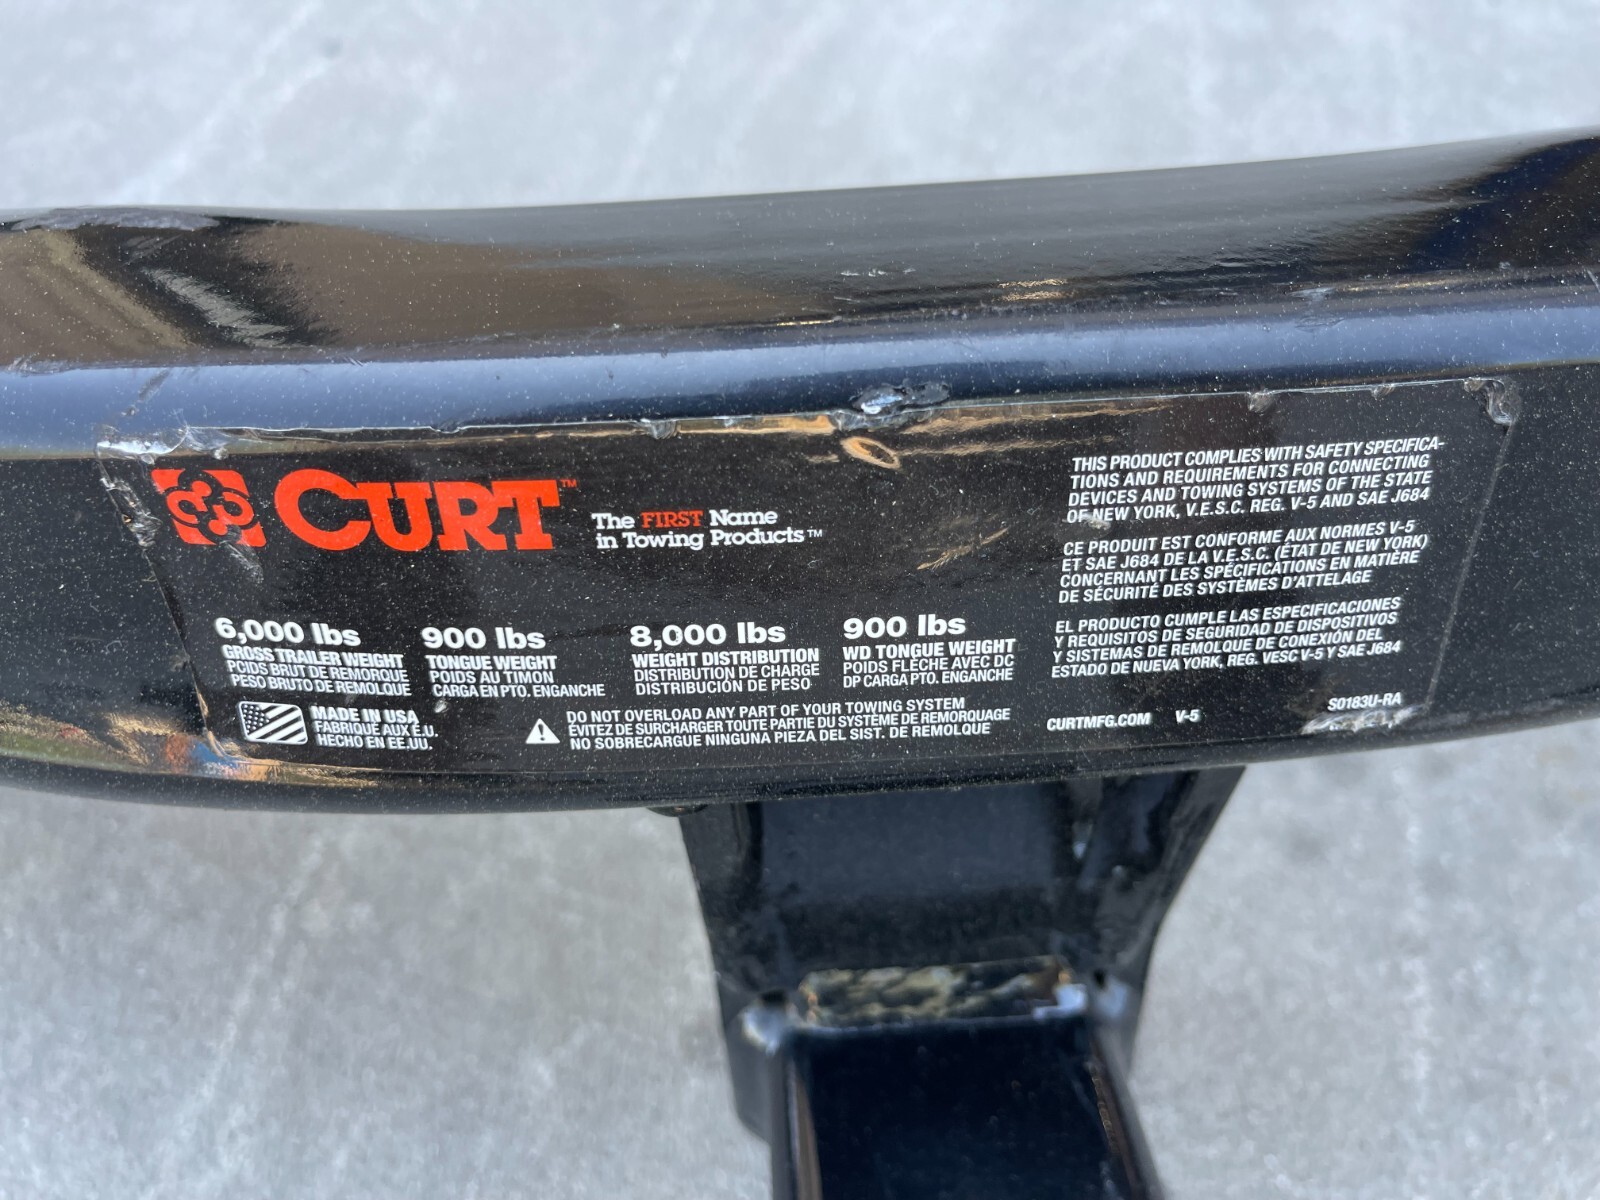 CURT™
The FIRST Name
in Towing Products™
THIS PRODUCT COMPLIES WITH SAFETY SPECIFICA-
TIONS AND REQUIREMENTS FOR CONNECTING
DEVICES AND TOWING SYSTEMS OF THE STATE
OF NEW YORK, V.E.S.C. REG. V-5 AND SAE J684
CE PRODUIT EST CONFORME AUX NORMES V-5
ET SAE J684 DE LA V.E.S.C. (ÉTAT DE NEW YORK)
CONCERNANT LES SPÉCIFICATIONS EN MATIÈRE
DE SÉCURITÉ DES SYSTÈMES D'ATTELAGE
EL PRODUCTO CUMPLE LAS ESPECIFICACIONES
Y REQUISITOS DE SEGURIDAD DE DISPOSITIVOS
Y SISTEMAS DE REMOLQUE DE CONEXIÓN DEL
ESTADO DE NUEVA YORK, REG. VESC V-5 Y SAE J684
6,000 lbs
GROSS TRAILER WEIGHT
PCIDS BRUT DE REMORQUE
PESO BRUTO DE REMOLQUE
900 lbs
TONGUE WEIGHT
POIDS AU TIMON
CARGA EN PTO. ENGANCHE
8,000 lbs
WEIGHT DISTRIBUTION
DISTRIBUTION DE CHARGE
DISTRIBUCIÓN DE PESO
900 lbs
WD TONGUE WEIGHT
POIDS FLÈCHE AVEC DC
DP CARGA PTO. ENGANCHE
MADE IN USA
FABRIQUÉ AUX É.U.
HECHO EN EE.UU.
DO NOT OVERLOAD ANY PART OF YOUR TOWING SYSTEM
ÉVITEZ DE SURCHARGER TOUTE PARTIE DU SYSTÈME DE REMORQUAGE
NO SOBRECARGUE NINGUNA PIEZA DEL SIST. DE REMOLQUE
CURTMFG.COM V-5
S0183U-RA